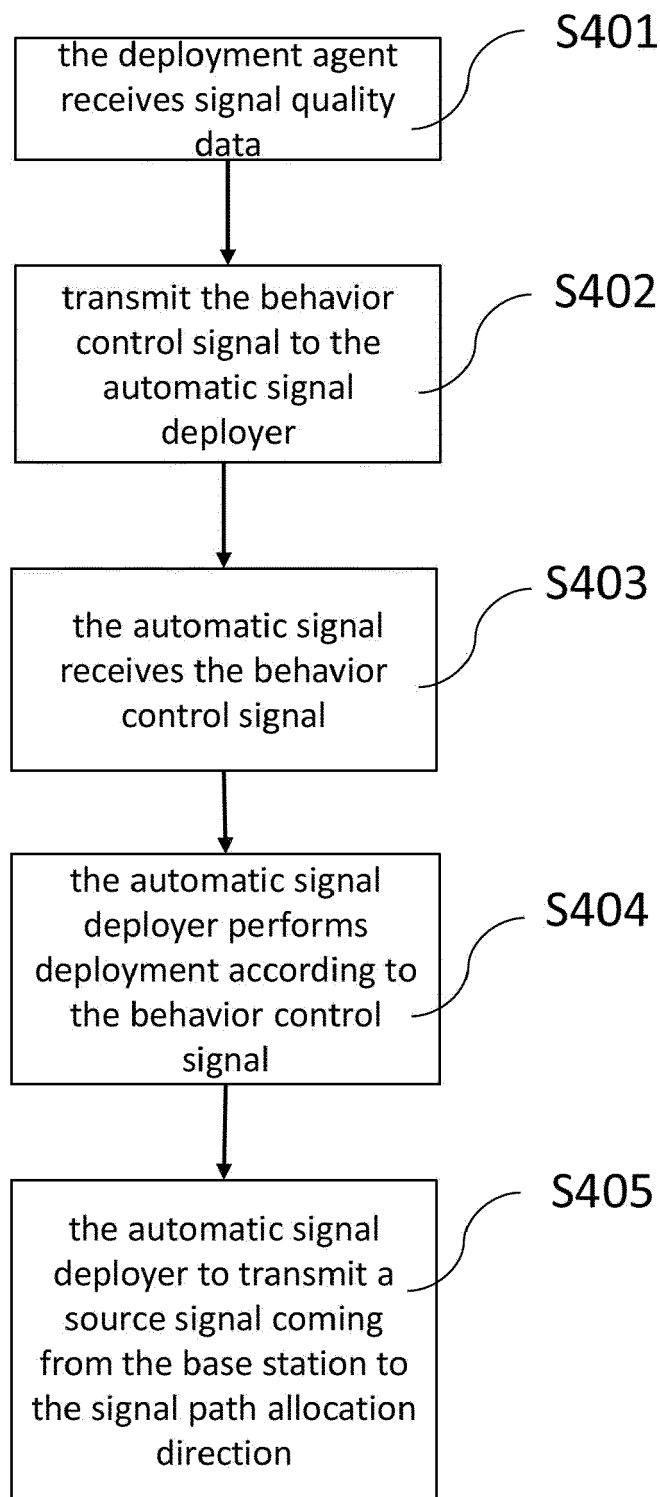 S401
the deployment agent
receives signal quality
data
S402
transmit the behavior
control signal to the
automatic signal
deployer
S403
the automatic signal
receives the behavior
control signal
S404
the automatic signal
deployer performs
deployment according to
the behavior control
signal
S405
the automatic signal
deployer to transmit a
source signal coming
from the base station to
the signal path allocation
direction